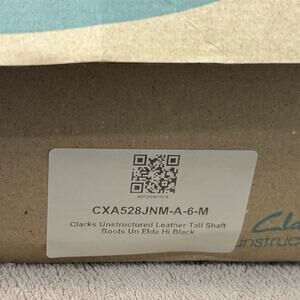 CXA528JNM-A-6-M
Clarks Unstructured Leather Tall Shaft
Boots Un Elda Hi Black